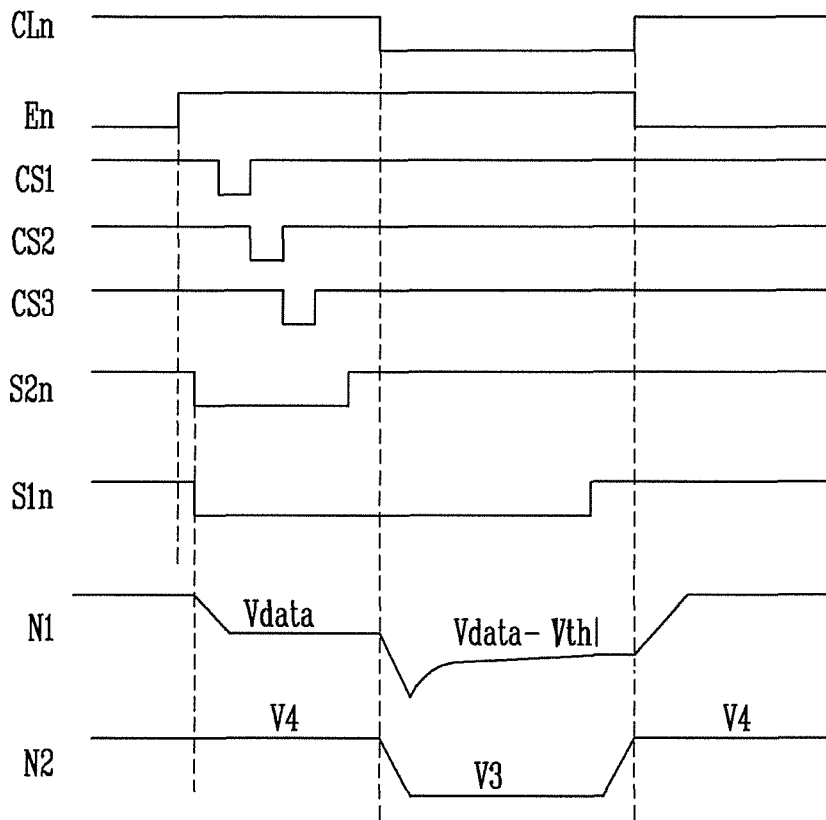 CLn
En
CS1
CS2
CS3
S2n
S1n
N1
Vdata
Vdata- Vth|
N2
V4
V3
V4